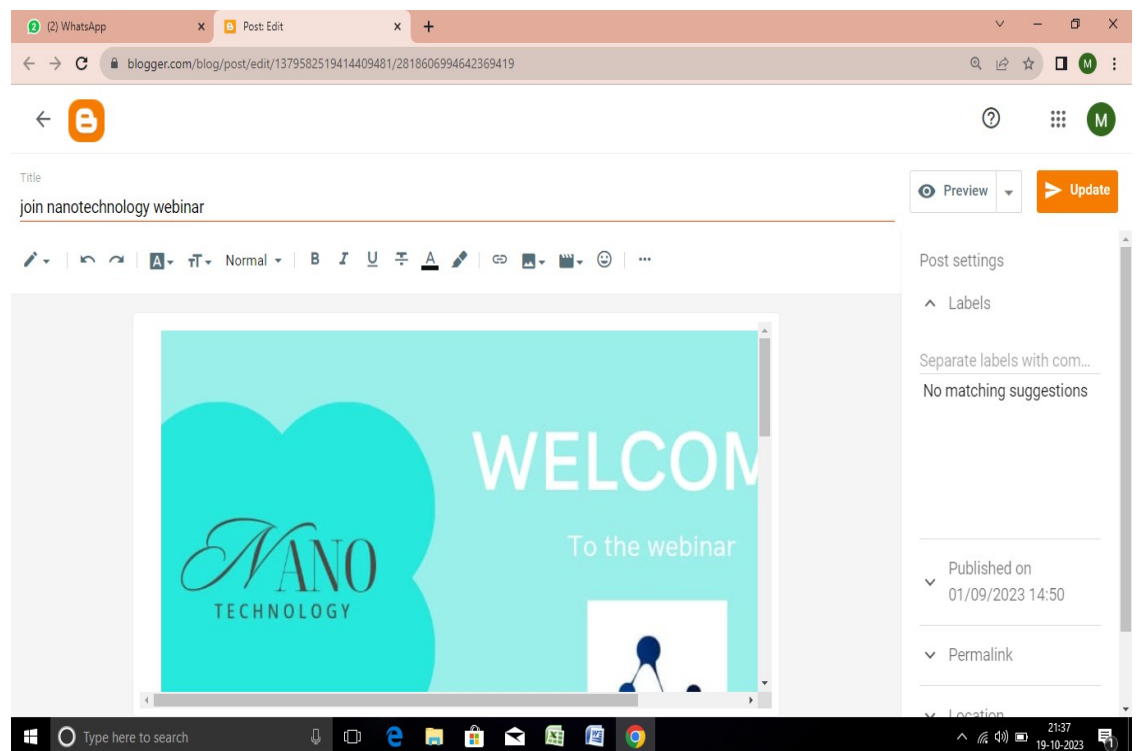 (2) WhatsApp
Post: Edit
blogger.com/blog/post/edit/1379582519414409481/2818606994642369419
M
M
Title
join nanotechnology webinar
Preview
Update
Normal
B I U A
Post settings
Labels
Separate labels with com...
No matching suggestions
WELCOM
To the webinar
NANO
TECHNOLOGY
Published on
01/09/2023 14:50
Permalink
Location
Type here to search
21:37
19-10-2023